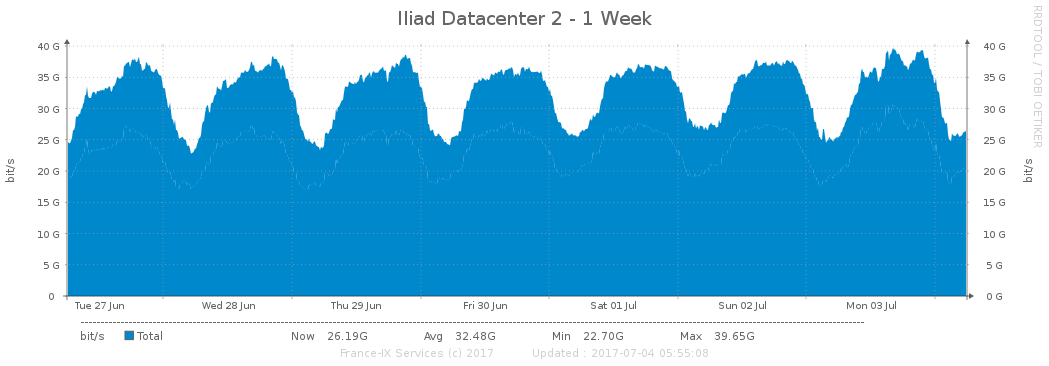 Iliad Datacenter 2 - 1 Week
RRDTOOL / TOBI OETIKER
40 G 40 G
35 G 35 G
30 G 30 G
25 G 25 G
20 G 20 G
15 G 15 G
10 G 10 G
5 G 5 G
0 0 G
bit/s bit/s
Tue 27 Jun Wed 28 Jun Thu 29 Jun Fri 30 Jun Sat 01 Jul Sun 02 Jul Mon 03 Jul
bit/s Total Now 26.19G Avg 32.48G Min 22.70G Max 39.65G
France-IX Services (c) 2017 Updated : 2017-07-04 05:55:08